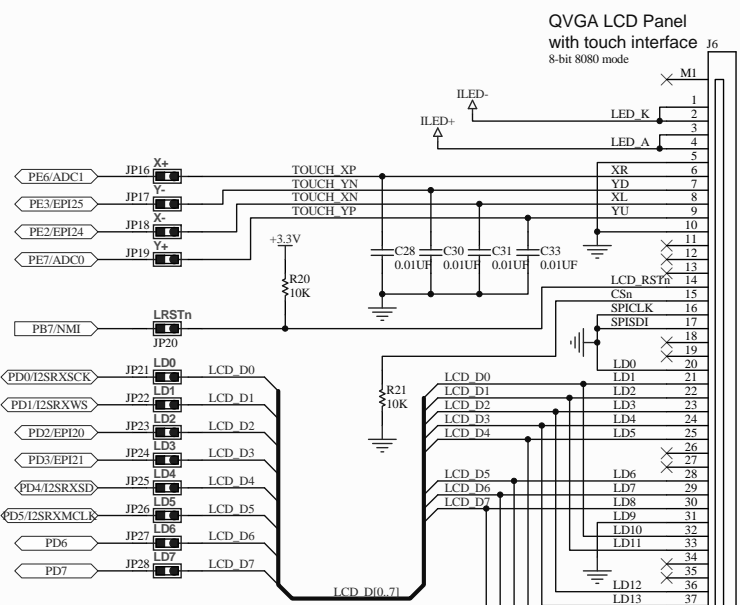 QVGA LCD Panel
with touch interface
J6
8-bit 8080 mode
M1
ILED-
1
LED_K 2
ILED+
3
LED_A 4
5
PE6/ADC1 JP16 X+ TOUCH_XP XR 6
PE3/EPI25 JP17 Y- TOUCH_YN YD 7
PE2/EPI24 JP18 X- TOUCH_XN XL 8
PE7/ADC0 JP19 Y+ TOUCH_YP YU 9
10
+3.3V
11
C28 C30 C31 C33 12
0.01UF 0.01UF 0.01UF 0.01UF
13
R20 LCD_RSTn 14
10K CSn 15
SPICLK 16
PB7/NMI LRSTn SPISDI 17
JP20
18
19
LD0 20
PD0/I2SRXSCK JP21 LD0 LCD_D0 LCD_D0 LD1 21
PD1/I2SRXWS JP22 LD1 LCD_D1 R21 LCD_D1 LD2 22
10K LCD_D2 LD3 23
PD2/EPI20 JP23 LD2 LCD_D2 LCD_D3 LD4 24
LCD_D4 LD5 25
PD3/EPI21 JP24 LD3 LCD_D3 26
27
PD4/I2SRXSD JP25 LD4 LCD_D4 LCD_D5 LD6 28
LCD_D6 LD7 29
PD5/I2SRXMCLK JP26 LD5 LCD_D5 LCD_D7 LD8 30
LD9 31
PD6 JP27 LD6 LCD_D6 LD10 32
LD11 33
34
PD7 JP28 LD7 LCD_D7 35
LCD_D[0..7] LD12 36
LD13 37